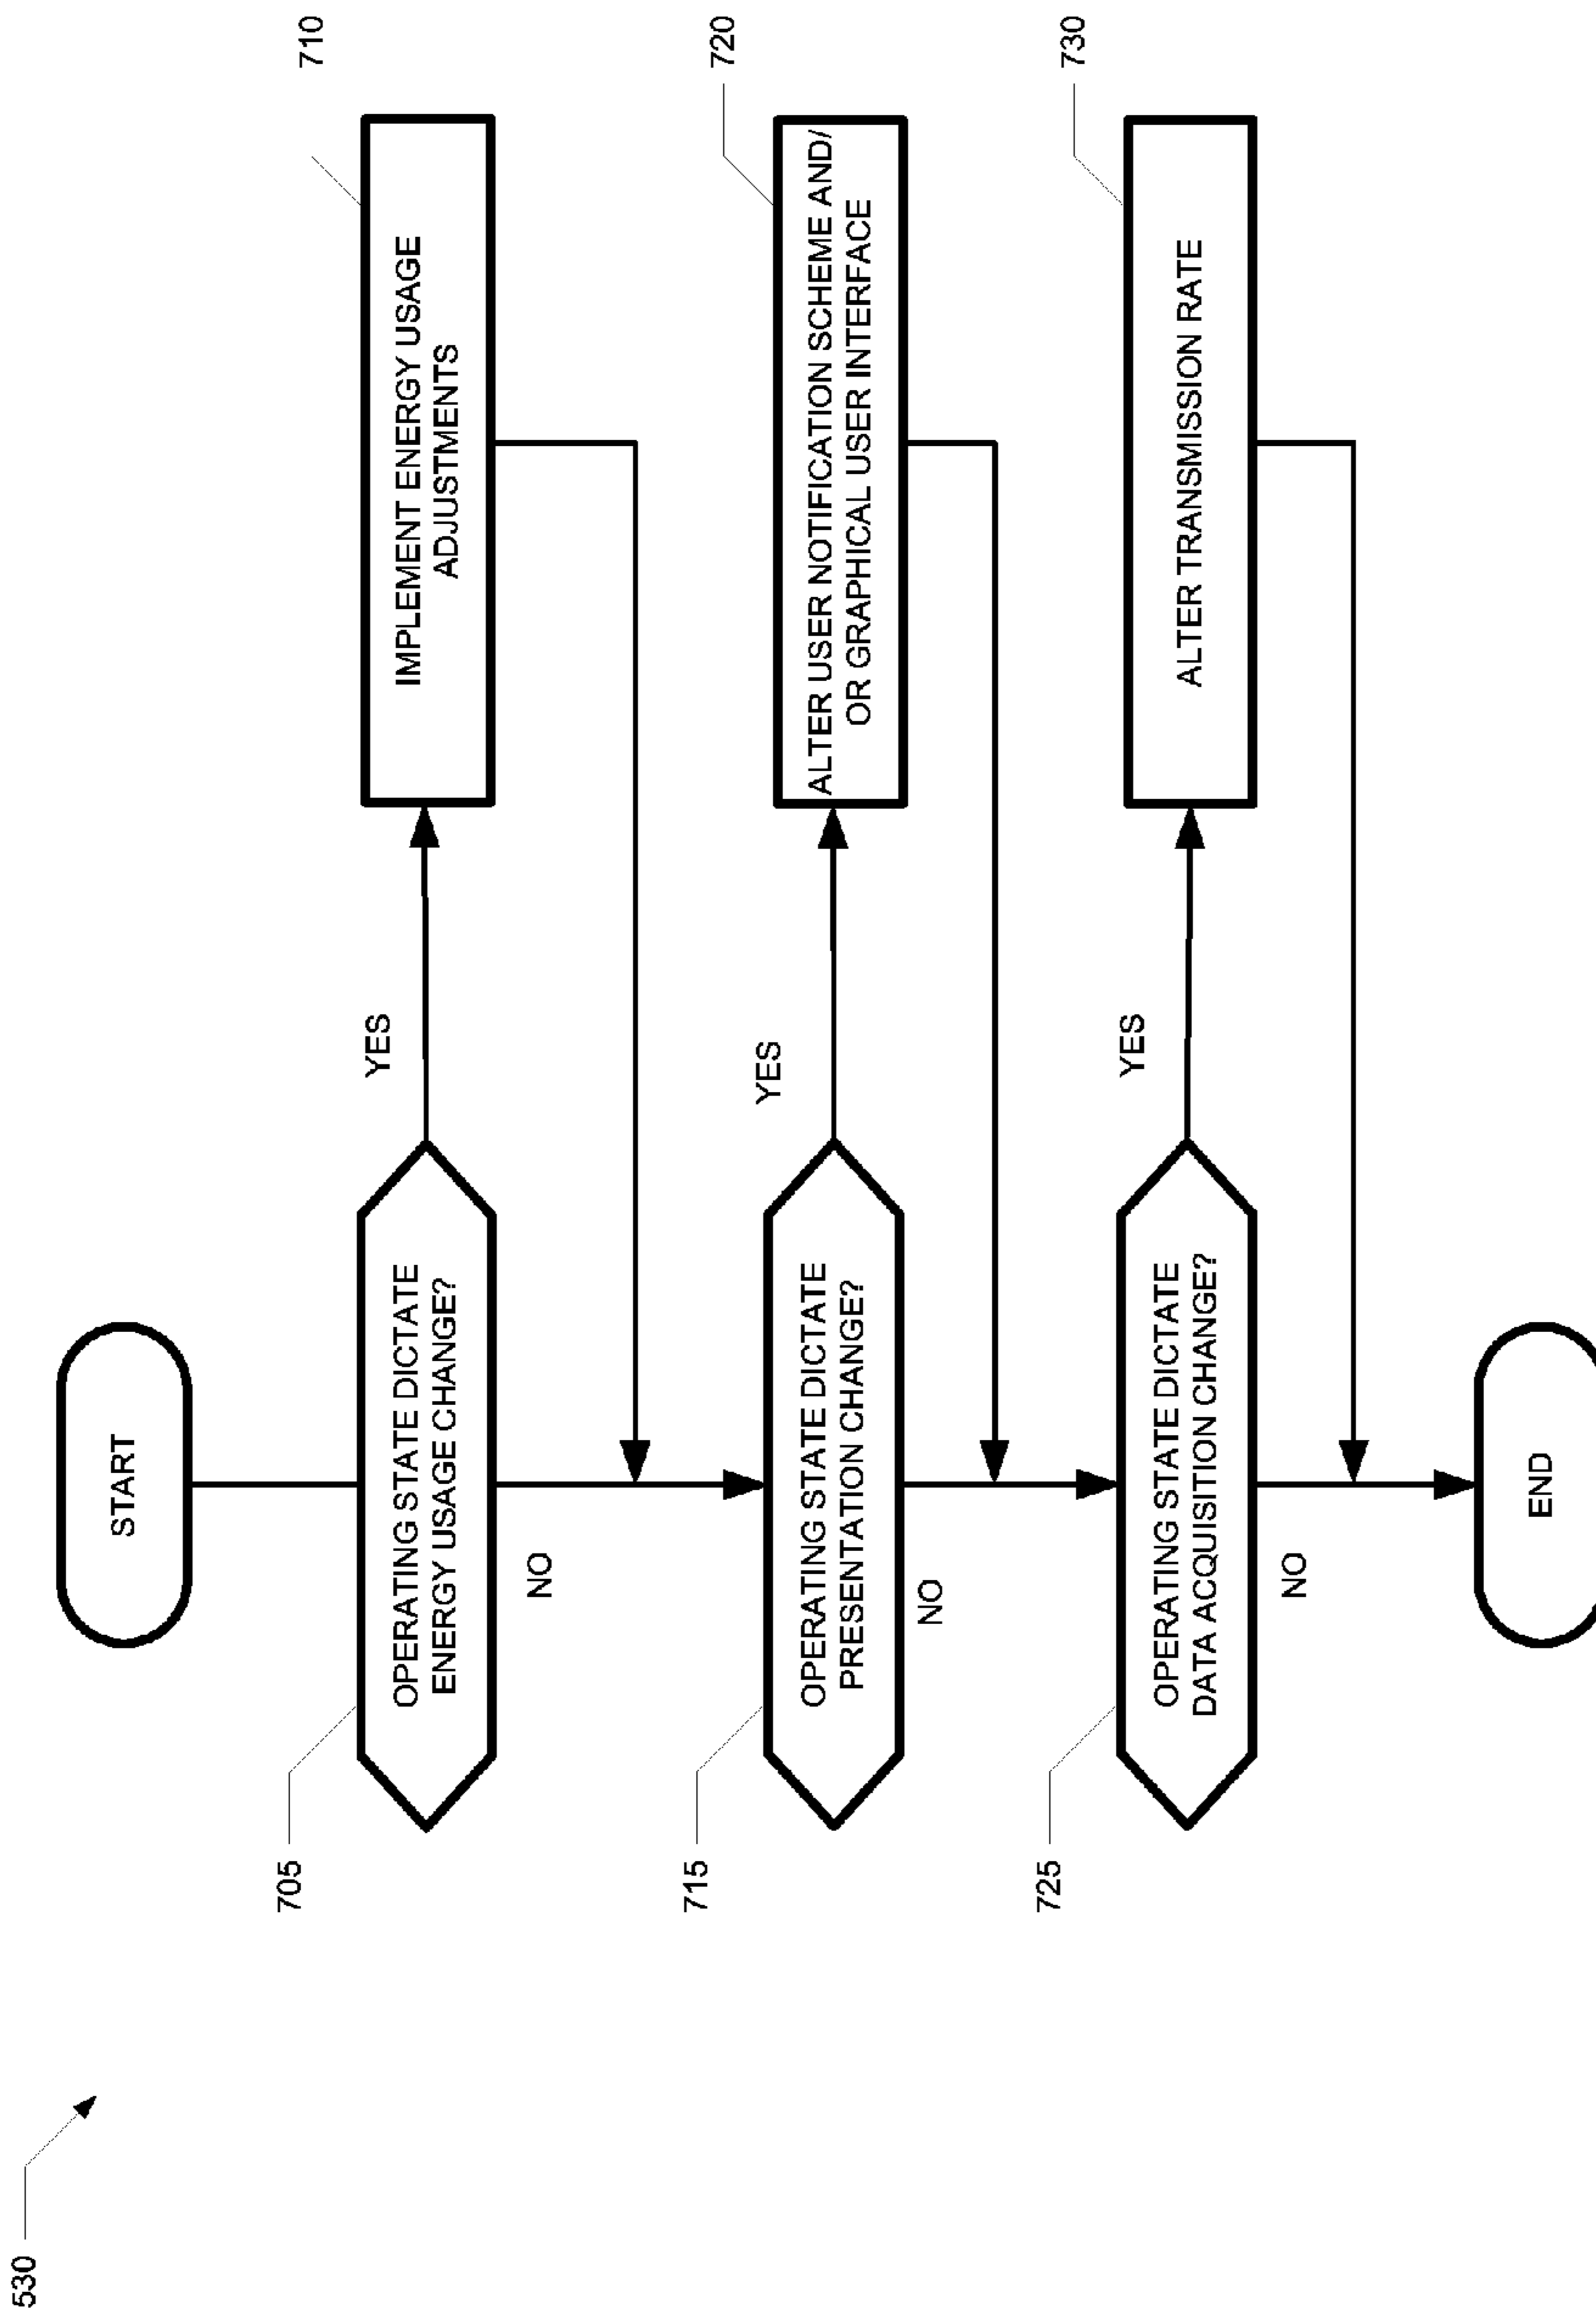 530
START
705
OPERATING STATE DICTATE
ENERGY USAGE CHANGE?
YES
710
IMPLEMENT ENERGY USAGE
ADJUSTMENTS
NO
715
OPERATING STATE DICTATE
PRESENTATION CHANGE?
YES
720
ALTER USER NOTIFICATION SCHEME AND/
OR GRAPHICAL USER INTERFACE
NO
725
OPERATING STATE DICTATE
DATA ACQUISITION CHANGE?
YES
730
ALTER TRANSMISSION RATE
NO
END